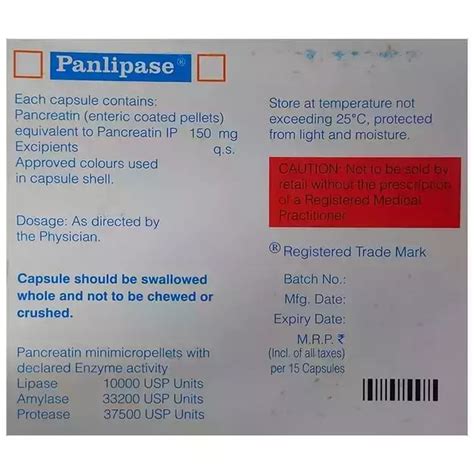 Panlipase®
Each capsule contains:
Pancreatin (enteric coated pellets)
equivalent to Pancreatin IP 150 mg
Excipients q.s.
Approved colours used
in capsule shell.
Dosage: As directed by
the Physician.
Capsule should be swallowed
whole and not to be chewed or
crushed.
Pancreatin minimicropellets with
declared Enzyme activity
Lipase 10000 USP Units
Amylase 33200 USP Units
Protease 37500 USP Units
Store at temperature not
exceeding 25°C, protected
from light and moisture.
CAUTION: Not to be sold by
retail without the prescription
of a Registered Medical
Practitioner
® Registered Trade Mark
Batch No.:
Mfg. Date:
Expiry Date:
M.R.P. ₹
(Incl. of all taxes)
per 15 Capsules